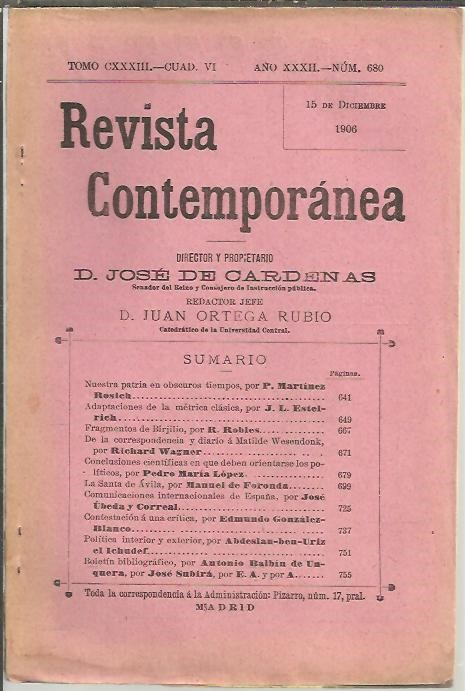 TOMO CXXXIII.—CUAD. VI AÑO XXXII.—NÚM. 680
15 DE DICIEMBRE
1906
Revista
Contemporánea
DIRECTOR Y PROPIETARIO
D. JOSÉ DE CARDENAS
Senador del Reino y Consejero de Instrucción pública.
REDACTOR JEFE
D. JUAN ORTEGA RUBIO
Catedrático de la Universidad Central.
SUMARIO
Páginas.
Nuestra patria en obscuros tiempos, por P. Martínez
Rosich........................ 641
Adaptaciones de la métrica clásica, por J. L. Estel-
rich........................ 649
Fragmentos de Birjilio, por R. Robles............ 667
De la correspondencia y diario á Matilde Wesendonk,
por Richard Wagner............ 671
Conclusiones científicas en que deben orientarse los po-
líticos, por Pedro María López............ 679
La Santa de Ávila, por Manuel de Foronda........ 699
Comunicaciones internacionales de España, por José
Úbeda y Correal............ 725
Contestación á una crítica, por Edmundo González-
Blanco........................ 737
Política interior y exterior, por Abdeslan-ben-Uriz
el Ichudef........................ 751
Boletín bibliográfico, por Antonio Balbín de Un-
quera, por José Subirá, por E. A. y por A........ 755
Toda la correspondencia á la Administración: Pizarro, núm. 17, pral.
MADRID